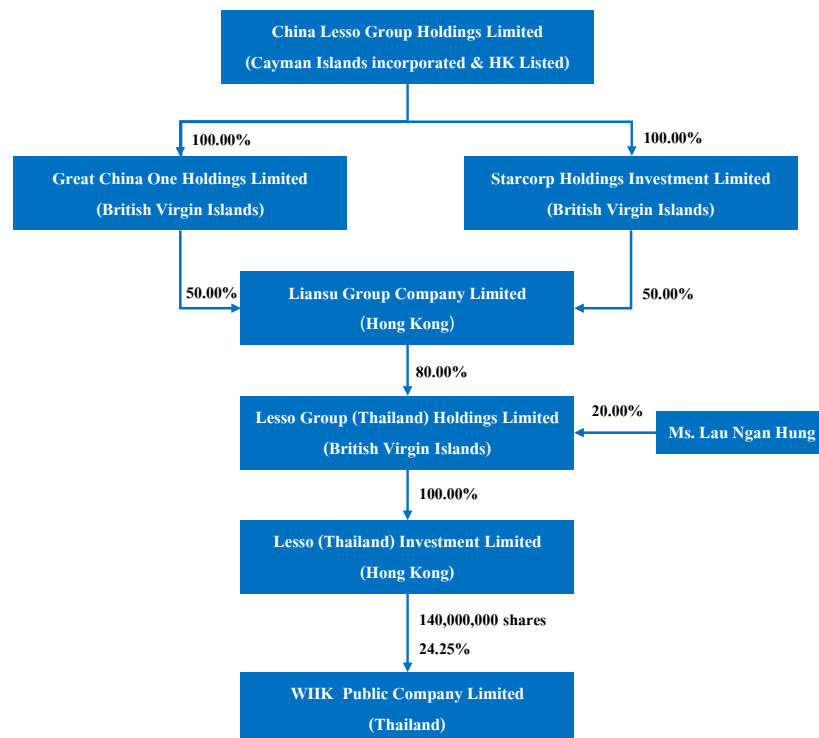 China Lesso Group Holdings Limited
(Cayman Islands incorporated & HK Listed)
100.00%
100.00%
Great China One Holdings Limited
(British Virgin Islands)
Starcorp Holdings Investment Limited
(British Virgin Islands)
50.00%
50.00%
Liansu Group Company Limited
(Hong Kong)
80.00%
Lesso Group (Thailand) Holdings Limited
(British Virgin Islands)
20.00%
Ms. Lau Ngan Hung
100.00%
Lesso (Thailand) Investment Limited
(Hong Kong)
140,000,000 shares
24.25%
WIIK Public Company Limited
(Thailand)